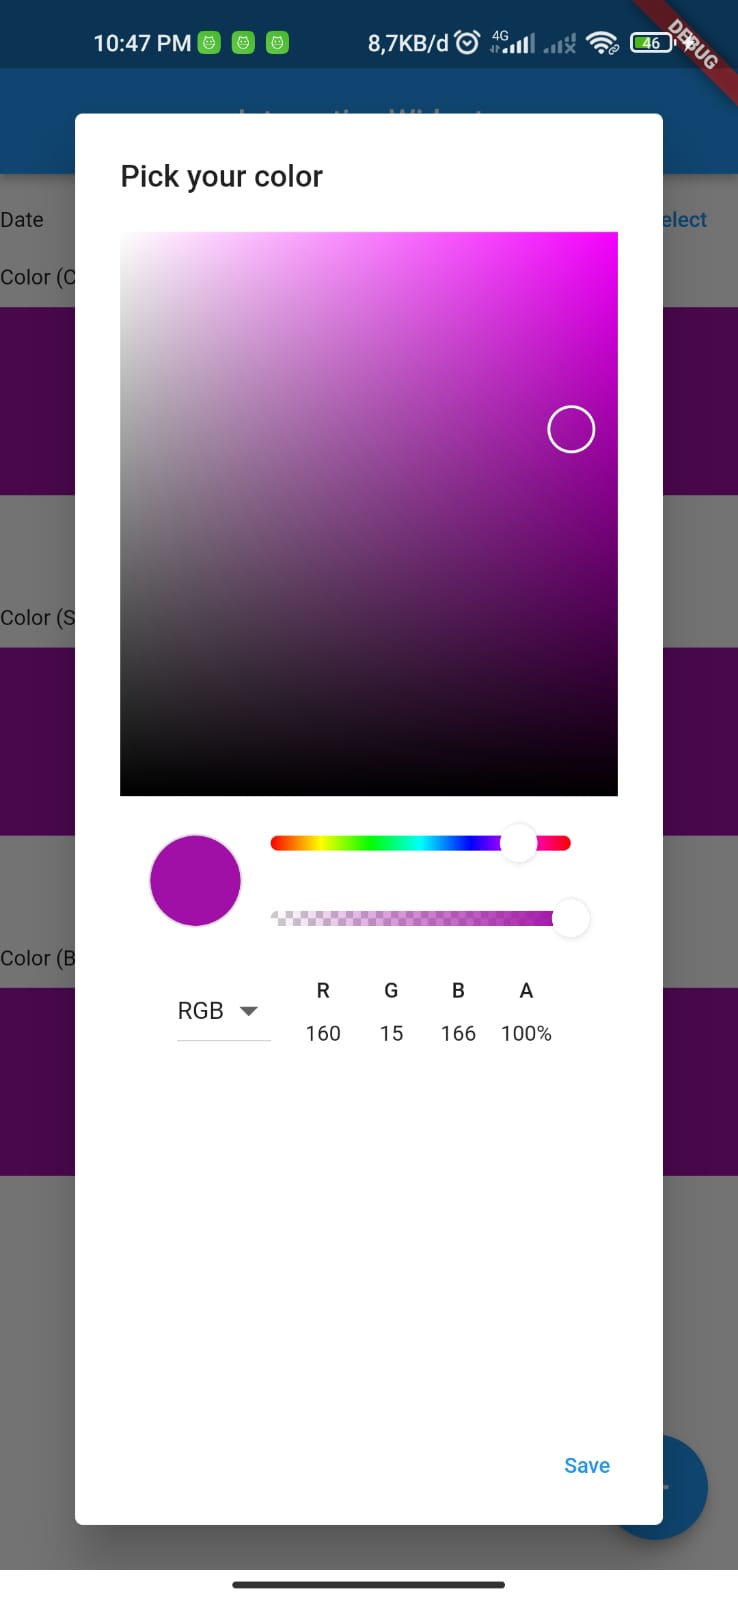 10:47 PM 8,7KB/d 4G 46
DEBUG
Pick your color
Date elect
Color (C
Color (S
Color (B
RGB
R G B A
160 15 166 100%
Save